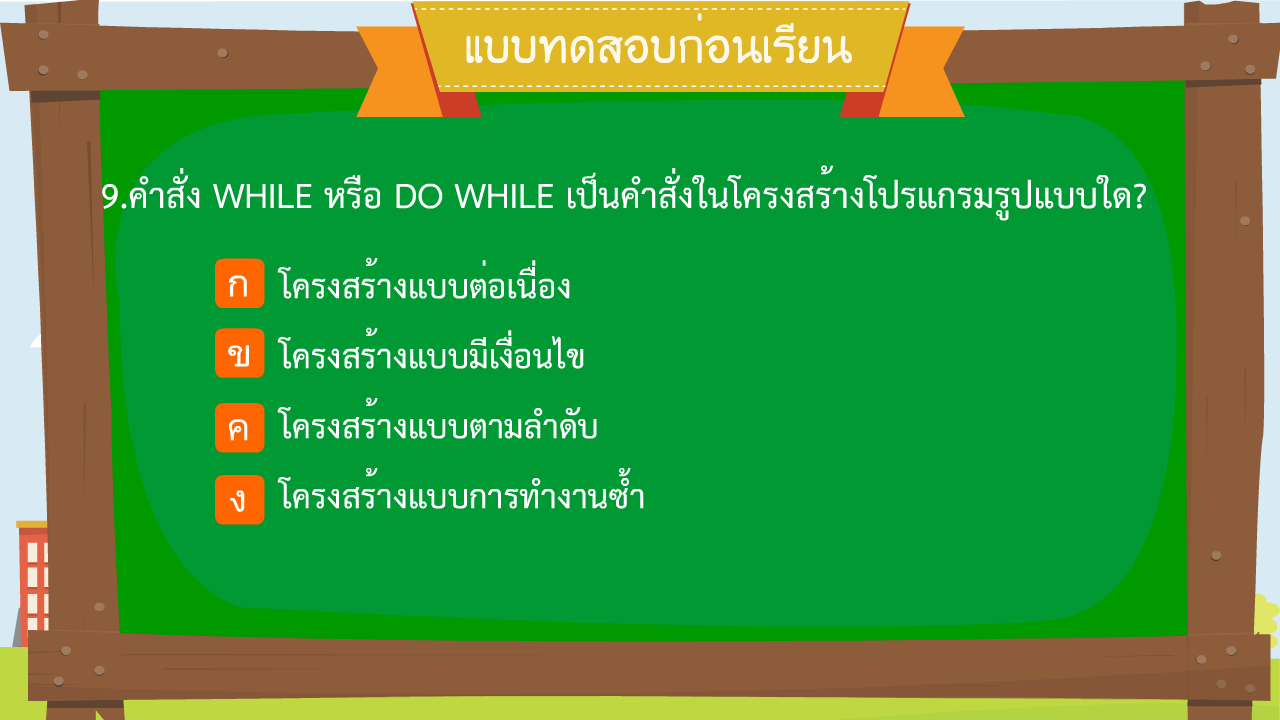 แบบทดสอบก่อนเรียน
9.คำสั่ง WHILE หรือ DO WHILE เป็นคำสั่งในโครงสร้างโปรแกรมรูปแบบใด?
ก โครงสร้างแบบต่อเนื่อง
ข โครงสร้างแบบมีเงื่อนไข
ค โครงสร้างแบบตามลำดับ
ง โครงสร้างแบบการทำงานซ้ำ